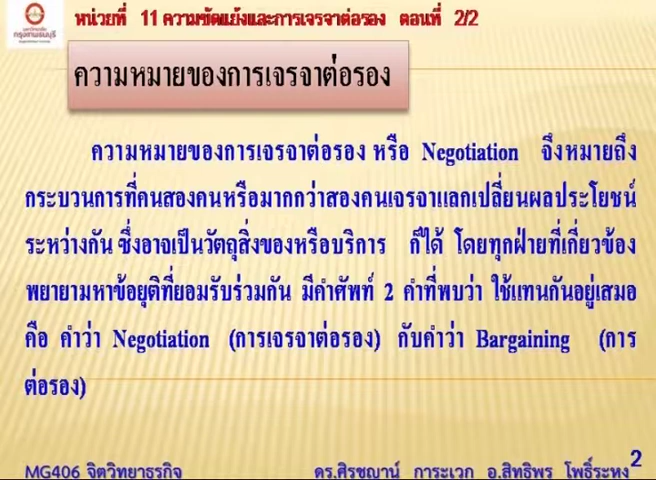 หน่วยที่ 11 ความขัดแย้งและการเจรจาต่อรอง ตอนที่ 2/2
กรุงเทพธนบุรี
ความหมายของการเจรจาต่อรอง
ความหมายของการเจรจาต่อรอง หรือ Negotiation จึงหมายถึง
กระบวนการที่คนสองคนหรือมากกว่าสองคนเจรจาแลกเปลี่ยนผลประโยชน์
ระหว่างกัน ซึ่งอาจเป็นวัตถุสิ่งของหรือบริการ ก็ได้ โดยทุกฝ่ายที่เกี่ยวข้อง
พยายามหาข้อยุติที่ยอมรับร่วมกัน มีคำศัพท์ 2 คำที่พบว่า ใช้แทนกันอยู่เสมอ
คือ คำว่า Negotiation (การเจรจาต่อรอง) กับคำว่า Bargaining (การ
ต่อรอง)
MG406 จิตวิทยาธุรกิจ ดร.ศิรชญาน์ การะเวก อ.สิทธิพร โพธิ์ระหง 2